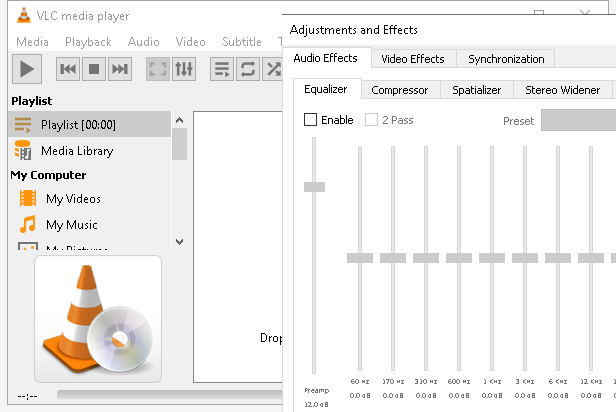 VLC media player
Media Playback Audio Video Subtitle
Playlist
Playlist [00:00]
Media Library
My Computer
My Videos
My Music
My Pictures
Drop
--:--
Adjustments and Effects
Audio Effects Video Effects Synchronization
Equalizer Compressor Spatializer Stereo Widener
Enable 2 Pass Preset
60 Hz 170 Hz 310 Hz 600 Hz 1 KHz 3 KHz 6 KHz 12 KHz
Preamp 0.0 dB 0.0 dB 0.0 dB 0.0 dB 0.0 dB 0.0 dB 0.0 dB 0.0 dB
12.0 dB